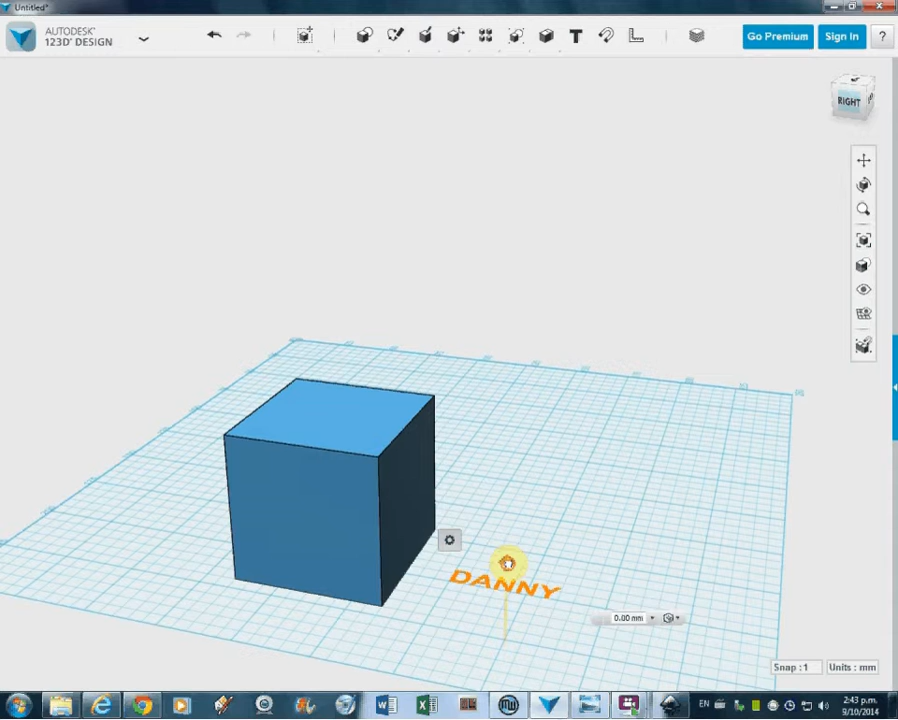 Untitled*
AUTODESK®
123D® DESIGN
T
Go Premium
Sign In
?
RIGHT
DANNY
0.00 mm
Snap : 1
Units : mm
EN
2:43 p.m.
9/10/2014